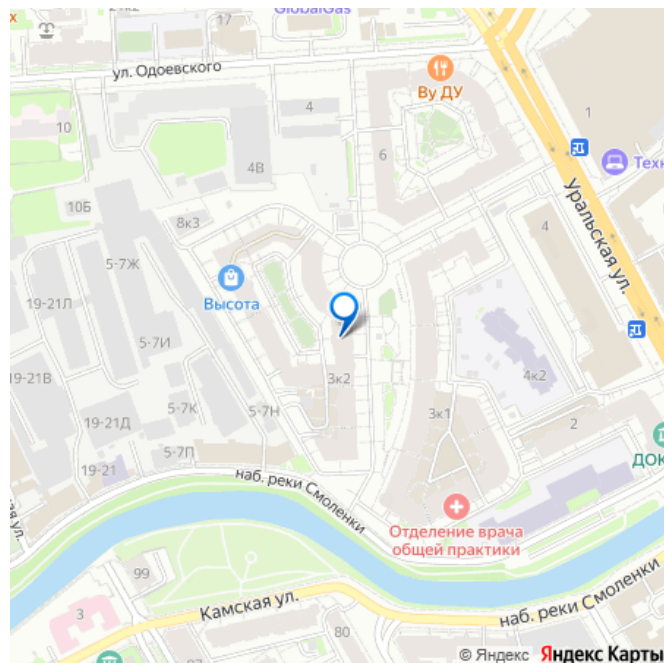 GlobalGas
17
ул. Одоевского
Ву ДУ
4
1
10
6
Техн
4В
10Б
8к3
Уральская ул.
4
5-7Ж
19-21Л
Высота
5-7И
19-21В
3к2
4к2
5-7К
19-21Д
5-7Н
3к1
2
5-7П
19-21
ДОК
наб. реки Смоленки
ая ул.
Отделение врача
общей практики
99
Камская ул.
3
80
наб. реки Смоленки
© Яндекс Яндекс Карты